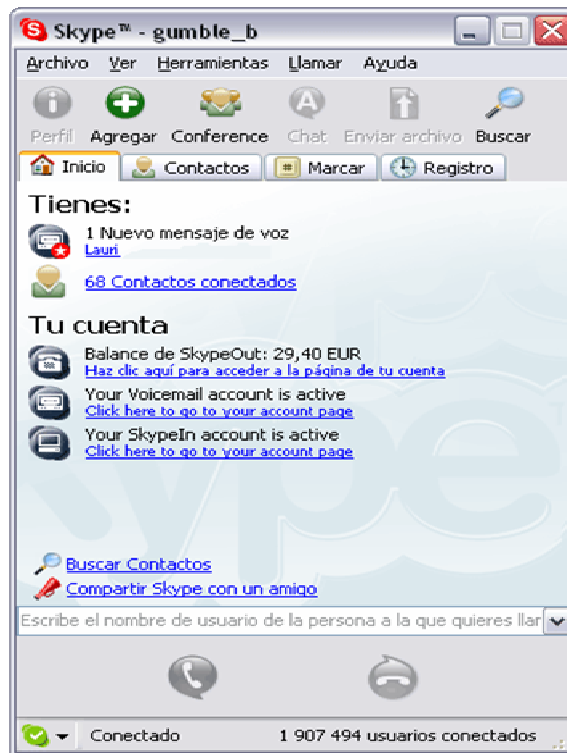 Skype™ - gumble_b
Archivo Ver Herramientas Llamar Ayuda
Perfil Agregar Conference Chat Enviar archivo Buscar
Inicio Contactos Marcar Registro
Tienes:
1 Nuevo mensaje de voz
Lauri
68 Contactos conectados
Tu cuenta
Balance de SkypeOut: 29,40 EUR
Haz clic aquí para acceder a la página de tu cuenta
Your Voicemail account is active
Click here to go to your account page
Your SkypeIn account is active
Click here to go to your account page
Buscar Contactos
Compartir Skype con un amigo
Escribe el nombre de usuario de la persona a la que quieres llar
Conectado 1 907 494 usuarios conectados